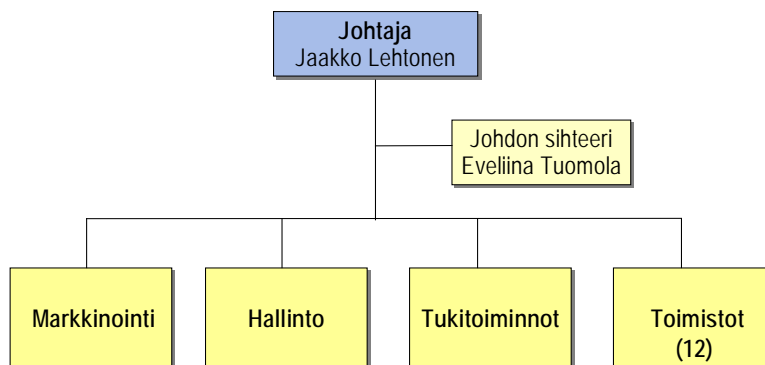 Johtaja
Jaakko Lehtonen
Johdon sihteeri
Eveliina Tuomola
Markkinointi
Hallinto
Tukitoiminnot
Toimistot
(12)